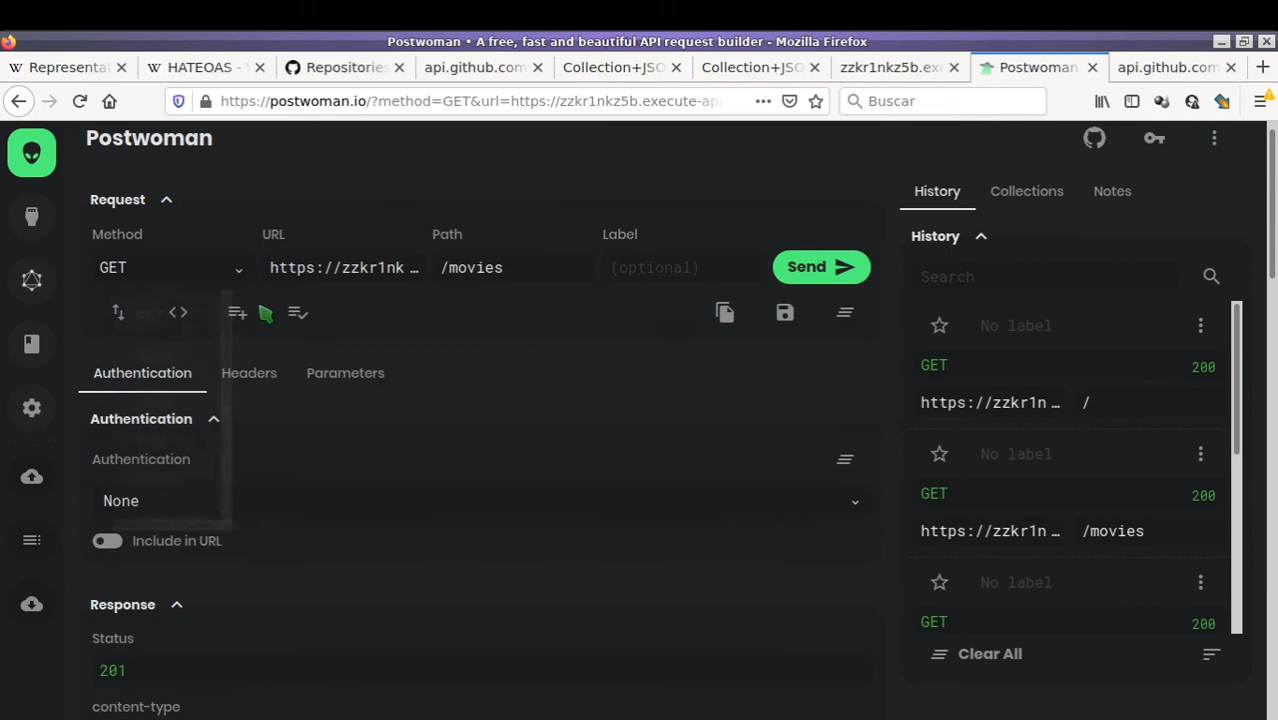 Postwoman • A free, fast and beautiful API request builder - Mozilla Firefox
Representat
HATEOAS -
Repositories
api.github.com
Collection+JSO
Collection+JSO
zzkr1nkz5b.exe
Postwoman
api.github.com
https://postwoman.io/?method=GET&url=https://zzkr1nkz5b.execute-ap
Buscar
Postwoman
Request
Method
URL
Path
Label
GET
https://zzkr1nk …
/movies
(optional)
Send
Authentication
Headers
Parameters
Authentication
Authentication
None
Include in URL
Response
Status
201
content-type
History
Collections
Notes
History
Search
No label
GET
200
https://zzkr1n …
/
No label
GET
200
https://zzkr1n …
/movies
No label
GET
200
Clear All